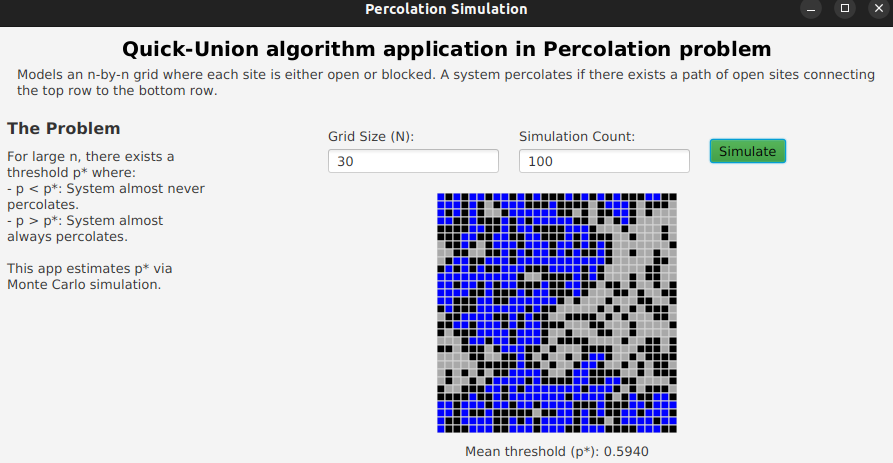 Percolation Simulation
Quick-Union algorithm application in Percolation problem
Models an n-by-n grid where each site is either open or blocked. A system percolates if there exists a path of open sites connecting
the top row to the bottom row.
The Problem
For large n, there exists a
threshold p* where:
- p < p*: System almost never
percolates.
- p > p*: System almost
always percolates.
This app estimates p* via
Monte Carlo simulation.
Grid Size (N):
30
Simulation Count:
100
Simulate
Mean threshold (p*): 0.5940